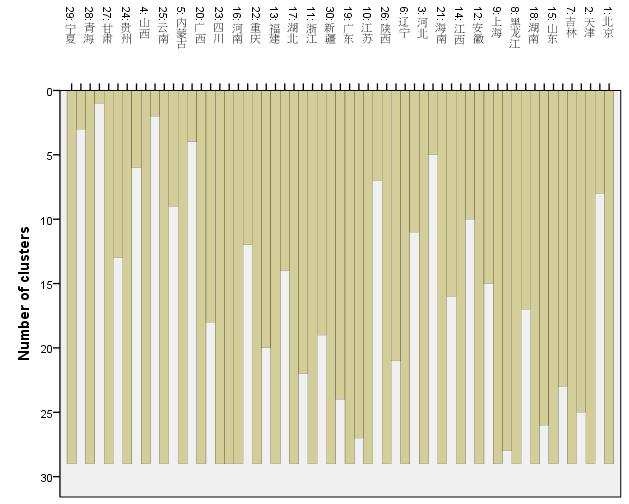 29: 宁夏
28: 青海
27: 甘肃
24: 贵州
4: 山西
25: 云南
5: 内蒙古
20: 广西
23: 四川
16: 河南
22: 重庆
13: 福建
17: 湖北
11: 浙江
30: 新疆
19: 广东
10: 江苏
26: 陕西
6: 辽宁
3: 河北
21: 海南
14: 江西
12: 安徽
9: 上海
8: 黑龙江
18: 湖南
15: 山东
7: 吉林
2: 天津
1: 北京
0
5
10
15
20
25
30
Number of clusters